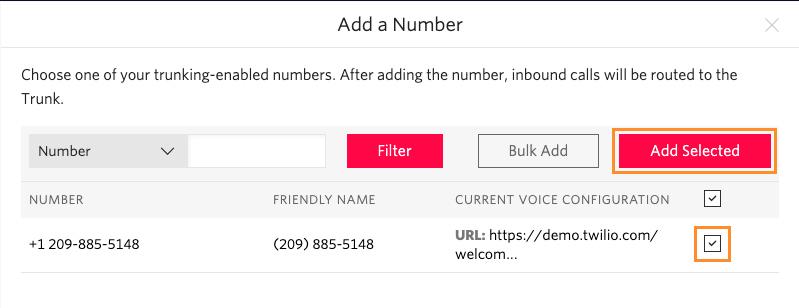 Add a Number
Choose one of your trunking-enabled numbers. After adding the number, inbound calls will be routed to the
Trunk.
Number Filter Bulk Add Add Selected
NUMBER FRIENDLY NAME CURRENT VOICE CONFIGURATION
+1 209-885-5148 (209) 885-5148 URL: https://demo.twilio.com/
welcom...